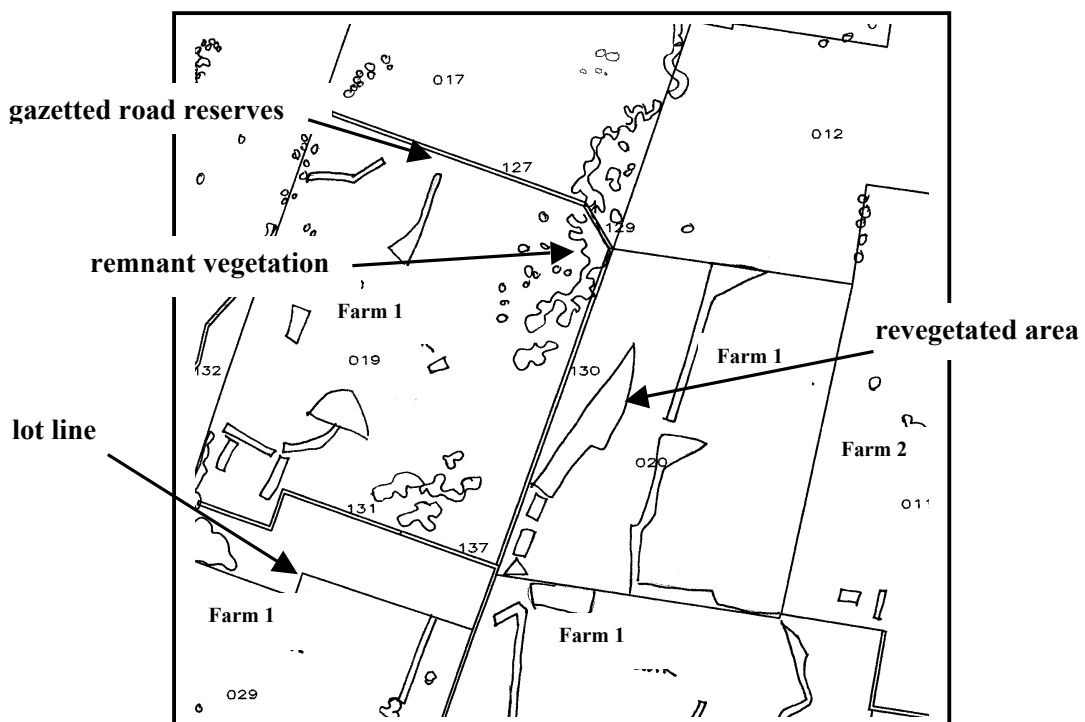 017
gazetted road reserves
012
127
129
remnant vegetation
Farm 1
revegetated area
Farm 1
019
130
132
lot line
Farm 2
020
011
131
137
Farm 1
Farm 1
029